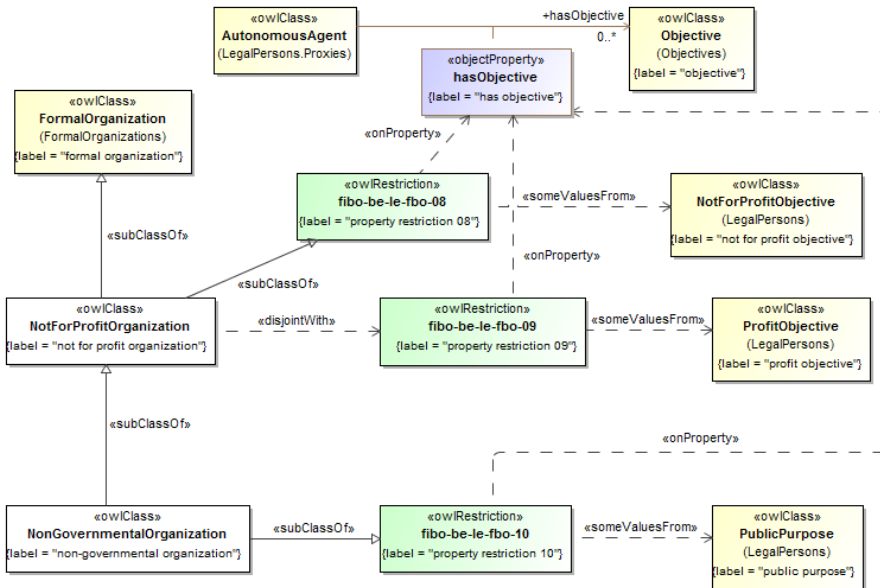 «owlClass»
AutonomousAgent
(LegalPersons.Proxies)
+hasObjective
0..*
«owlClass»
Objective
(Objectives)
{label = "objective"}
«objectProperty»
hasObjective
{label = "has objective"}
«owlClass»
FormalOrganization
(FormalOrganizations)
{label = "formal organization"}
«onProperty»
«owlRestriction»
fibo-be-le-fbo-08
{label = "property restriction 08"}
«someValuesFrom»
«owlClass»
NotForProfitObjective
(LegalPersons)
{label = "not for profit objective"}
«subClassOf»
«subClassOf»
«onProperty»
«owlClass»
NotForProfitOrganization
{label = "not for profit organization"}
«disjointWith»
«owlRestriction»
fibo-be-le-fbo-09
{label = "property restriction 09"}
«someValuesFrom»
«owlClass»
ProfitObjective
(LegalPersons)
{label = "profit objective"}
«subClassOf»
«onProperty»
«owlClass»
NonGovernmentalOrganization
{label = "non-governmental organization"}
«subClassOf»
«owlRestriction»
fibo-be-le-fbo-10
{label = "property restriction 10"}
«someValuesFrom»
«owlClass»
PublicPurpose
(LegalPersons)
{label = "public purpose"}